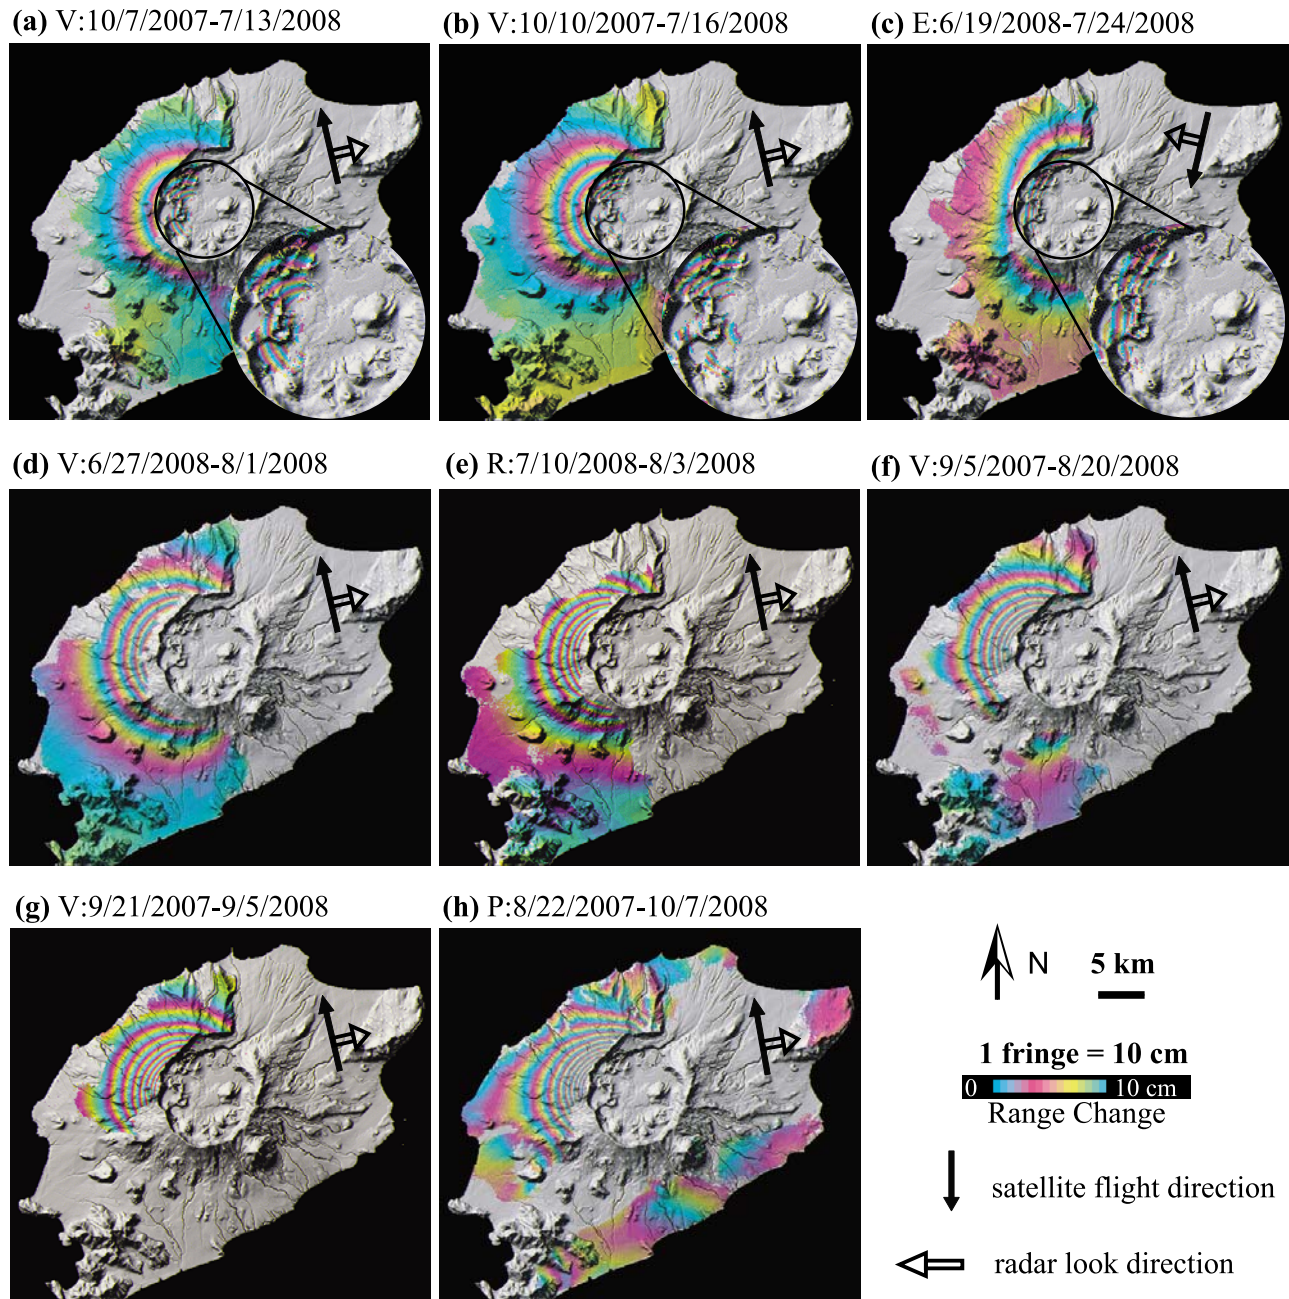 (a) V:10/7/2007-7/13/2008
(b) V:10/10/2007-7/16/2008
(c) E:6/19/2008-7/24/2008
(d) V:6/27/2008-8/1/2008
(e) R:7/10/2008-8/3/2008
(f) V:9/5/2007-8/20/2008
(g) V:9/21/2007-9/5/2008
(h) P:8/22/2007-10/7/2008
N
5 km
1 fringe = 10 cm
0 10 cm
Range Change
satellite flight direction
radar look direction